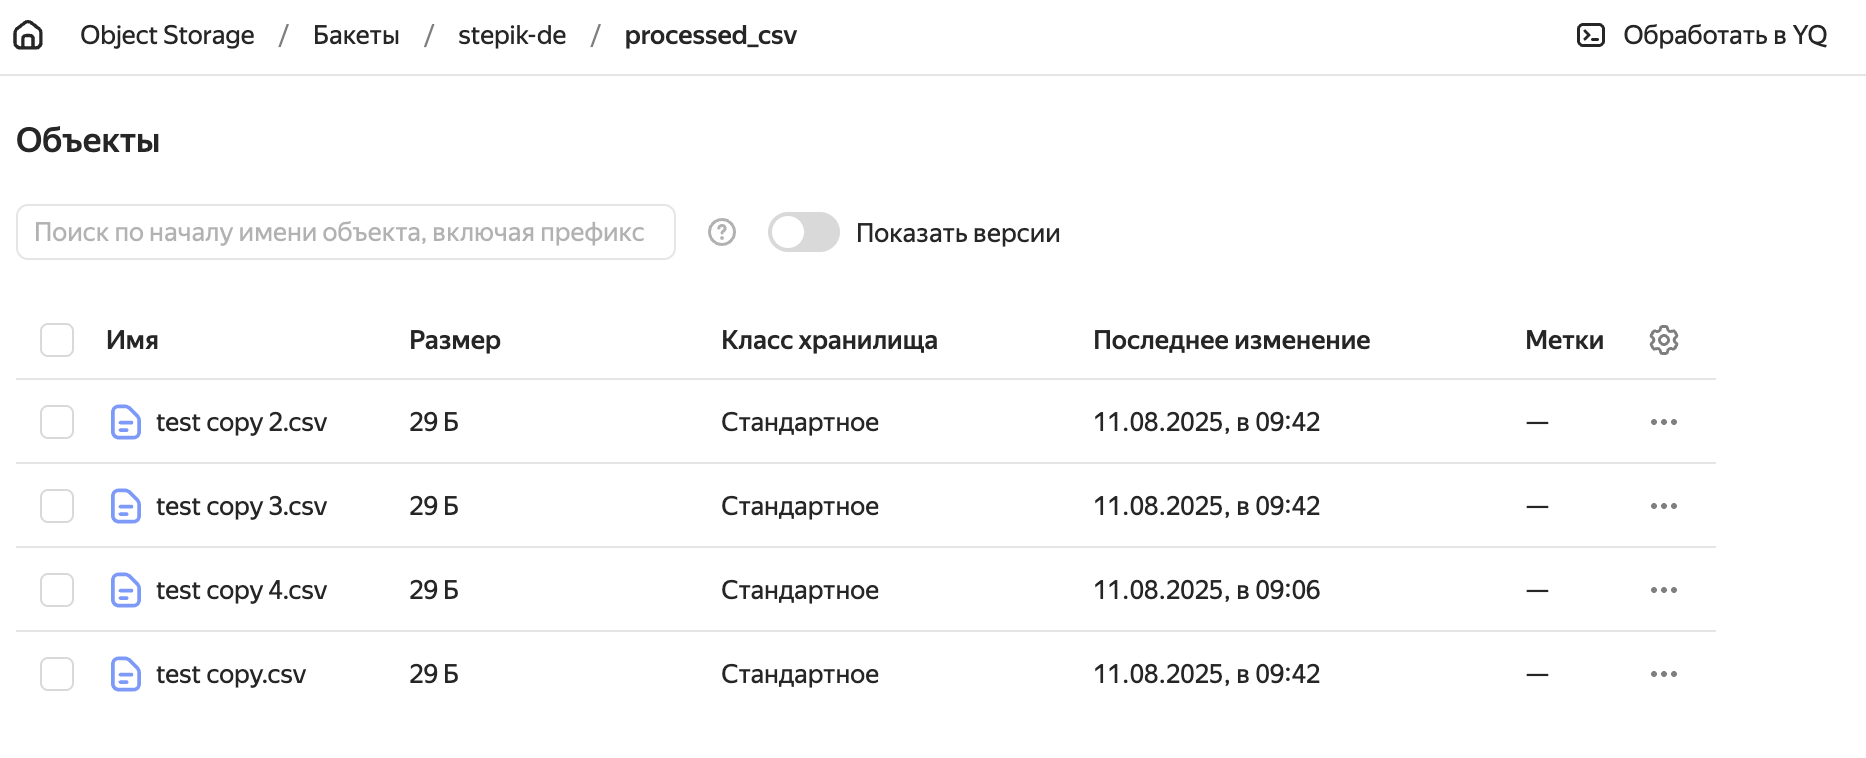 Object Storage / Бакеты / stepik-de / processed_csv Обработать в YQ
Объекты
Поиск по началу имени объекта, включая префикс ? Показать версии
Имя Размер Класс хранилища Последнее изменение Метки
test copy 2.csv 29 Б Стандартное 11.08.2025, в 09:42 —
test copy 3.csv 29 Б Стандартное 11.08.2025, в 09:42 —
test copy 4.csv 29 Б Стандартное 11.08.2025, в 09:06 —
test copy.csv 29 Б Стандартное 11.08.2025, в 09:42 —